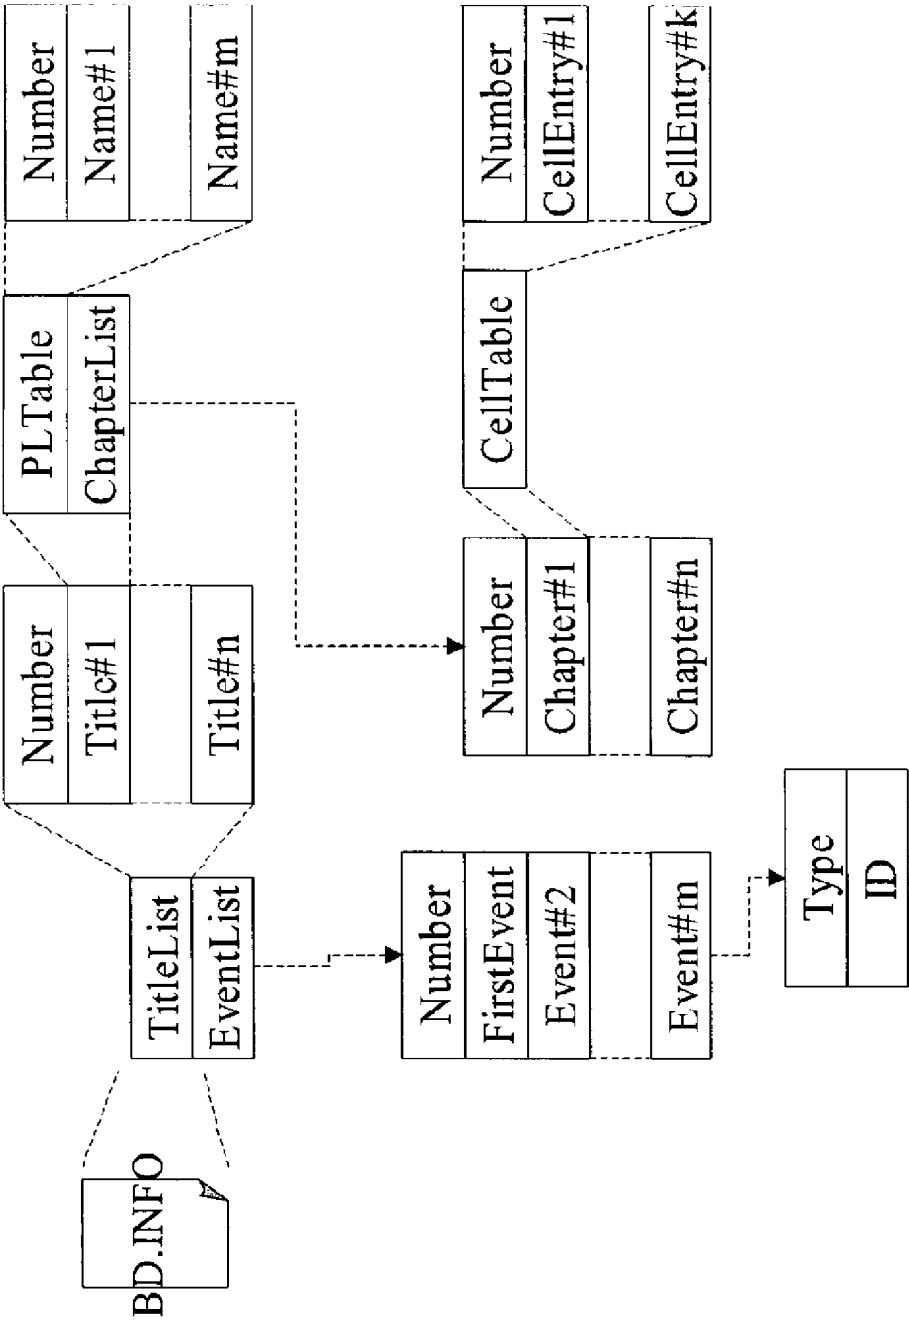 BD.INFO
TitleList
EventList
Number
Title#1
Title#n
PLTable
ChapterList
Number
Name#1
Name#m
Number
FirstEvent
Event#2
Event#m
Type
ID
Number
Chapter#1
Chapter#n
CellTable
Number
CellEntry#1
CellEntry#k